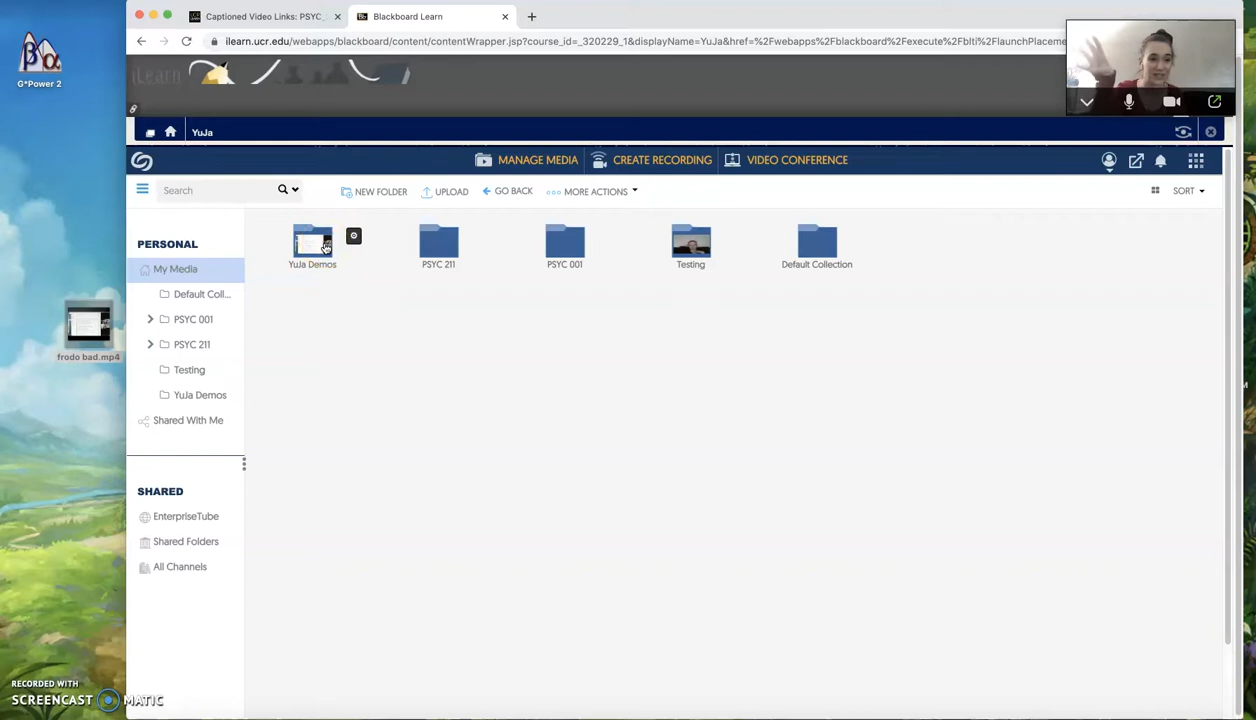 Captioned Video Links: PSYC_
Blackboard Learn
ilearn.ucr.edu/webapps/blackboard/content/contentWrapper.jsp?course_id=_320229_1&displayName=YuJa&href=%2Fwebapps%2Fblackboard%2Fexecute%2Fblti%2FlaunchPlaceme
G*Power 2
iLearn
YuJa
MANAGE MEDIA
CREATE RECORDING
VIDEO CONFERENCE
Search
NEW FOLDER
UPLOAD
GO BACK
MORE ACTIONS
SORT
PERSONAL
My Media
Default Coll...
PSYC 001
PSYC 211
Testing
YuJa Demos
Shared With Me
SHARED
EnterpriseTube
Shared Folders
All Channels
YuJa Demos
PSYC 211
PSYC 001
Testing
Default Collection
frodo bad.mp4
RECORDED WITH
SCREENCAST MATIC